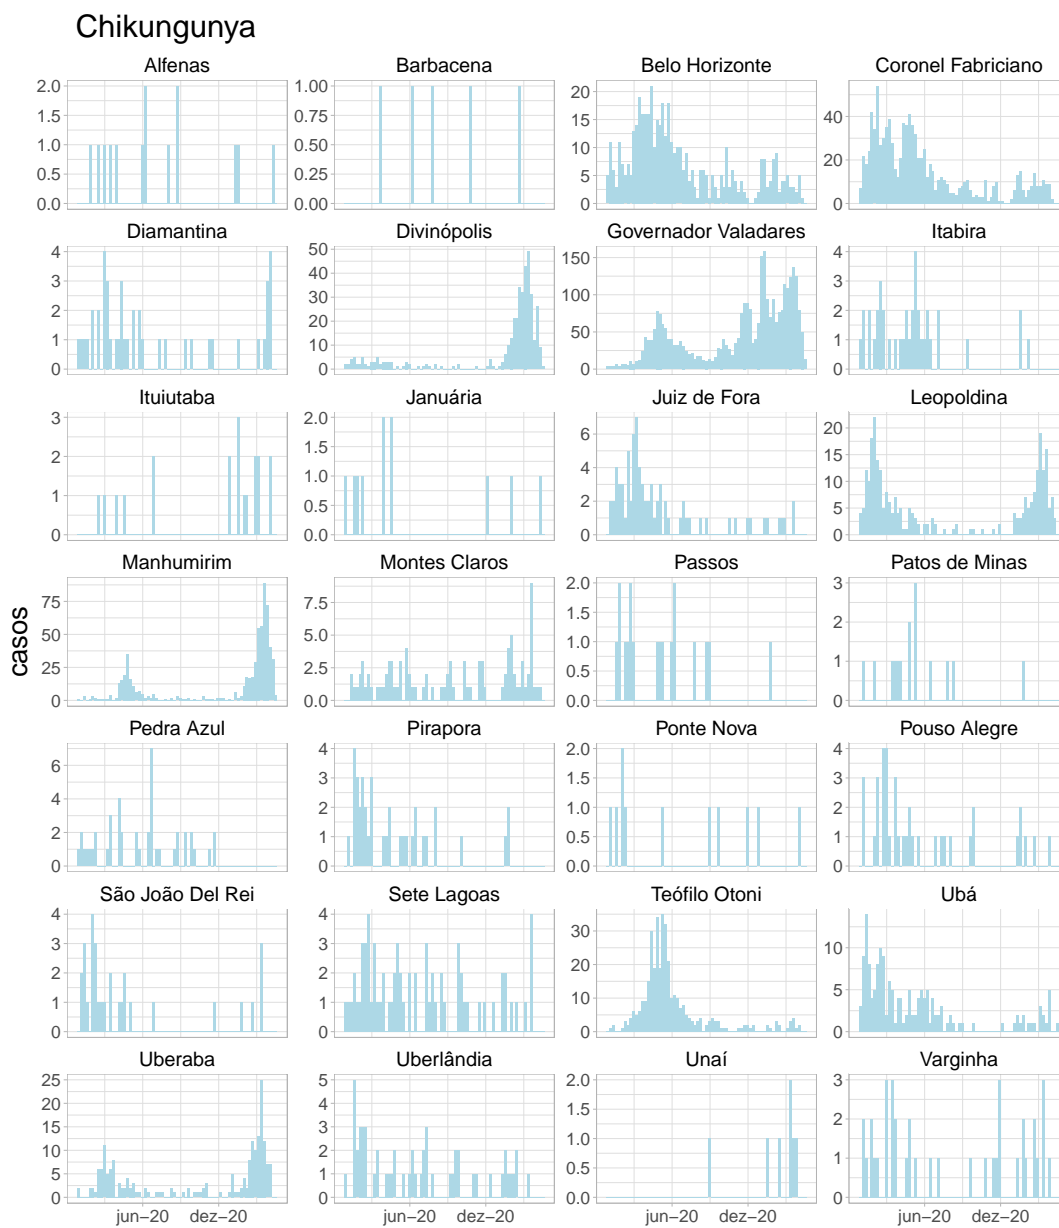 Chikungunya
Alfenas Barbacena Belo Horizonte Coronel Fabriciano
2.0 1.5 1.0 0.5 0.0
1.00 0.75 0.50 0.25 0.00
20 15 10 5 0
40 20 0
Diamantina Divinópolis Governador Valadares Itabira
4 3 2 1 0
50 40 30 20 10 0
150 100 50 0
4 3 2 1 0
Ituiutaba Januária Juiz de Fora Leopoldina
3 2 1 0
2.0 1.5 1.0 0.5 0.0
6 4 2 0
20 15 10 5 0
Manhumirim Montes Claros Passos Patos de Minas
75 50 25 0
7.5 5.0 2.5 0.0
2.0 1.5 1.0 0.5 0.0
3 2 1 0
casos
Pedra Azul Pirapora Ponte Nova Pouso Alegre
6 4 2 0
4 3 2 1 0
2.0 1.5 1.0 0.5 0.0
4 3 2 1 0
São João Del Rei Sete Lagoas Teófilo Otoni Ubá
4 3 2 1 0
4 3 2 1 0
30 20 10 0
10 5 0
Uberaba Uberlândia Unaí Varginha
25 20 15 10 5 0
5 4 3 2 1 0
2.0 1.5 1.0 0.5 0.0
3 2 1 0
jun–20 dez–20 jun–20 dez–20 jun–20 dez–20 jun–20 dez–20